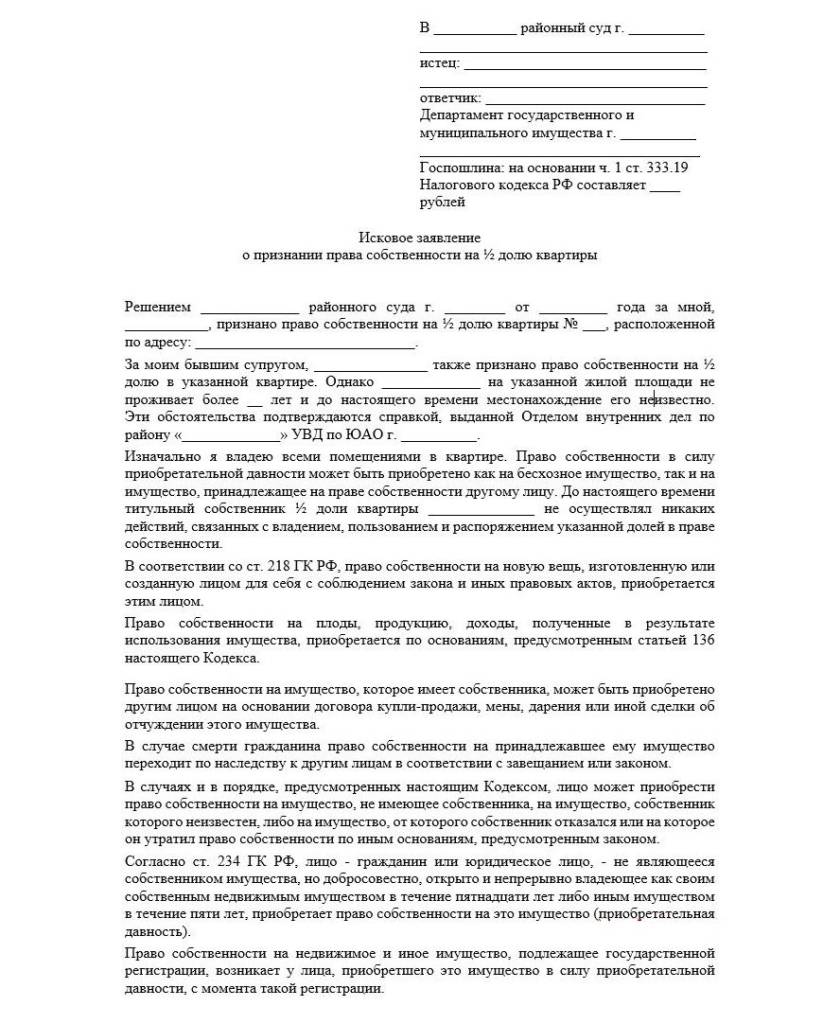 В ____________ районный суд г. ___________
__________________________________________
истец: ___________________________________
__________________________________________
ответчик: ________________________________
Департамент государственного и
муниципального имущества г. ___________
_________________________________________
Госпошлина: на основании ч. 1 ст. 333.19
Налогового кодекса РФ составляет ____
рублей
Исковое заявление
о признании права собственности на ½ долю квартиры
Решением ______________ районного суда г. ________ от _________ года за мной,
____________, признано право собственности на ½ долю квартиры № ___, расположенной
по адресу: ________________________________.
За моим бывшим супругом, ________________ также признано право собственности на ½
долю в указанной квартире. Однако ______________ на указанной жилой площади не
проживает более __ лет и до настоящего времени местонахождение его неизвестно.
Эти обстоятельства подтверждаются справкой, выданной Отделом внутренних дел по
району «______________» УВД по ЮАО г. ___________.
Изначально я владею всеми помещениями в квартире. Право собственности в силу
приобретательной давности может быть приобретено как на бесхозное имущество, так и на
имущество, принадлежащее на праве собственности другому лицу. До настоящего времени
титульный собственник ½ доли квартиры _______________ не осуществлял никаких
действий, связанных с владением, пользованием и распоряжением указанной долей в праве
собственности.
В соответствии со ст. 218 ГК РФ, право собственности на новую вещь, изготовленную или
созданную лицом для себя с соблюдением закона и иных правовых актов, приобретается
этим лицом.
Право собственности на плоды, продукцию, доходы, полученные в результате
использования имущества, приобретается по основаниям, предусмотренным статьей 136
настоящего Кодекса.
Право собственности на имущество, которое имеет собственника, может быть приобретено
другим лицом на основании договора купли-продажи, мены, дарения или иной сделки об
отчуждении этого имущества.
В случае смерти гражданина право собственности на принадлежавшее ему имущество
переходит по наследству к другим лицам в соответствии с завещанием или законом.
В случаях и в порядке, предусмотренных настоящим Кодексом, лицо может приобрести
право собственности на имущество, не имеющее собственника, на имущество, собственник
которого неизвестен, либо на имущество, от которого собственник отказался или на которое
он утратил право собственности по иным основаниям, предусмотренным законом.
Согласно ст. 234 ГК РФ, лицо - гражданин или юридическое лицо, - не являющееся
собственником имущества, но добросовестно, открыто и непрерывно владеющее как своим
собственным недвижимым имуществом в течение пятнадцати лет либо иным имуществом
в течение пяти лет, приобретает право собственности на это имущество (приобретательная
давность).
Право собственности на недвижимое и иное имущество, подлежащее государственной
регистрации, возникает у лица, приобретшего это имущество в силу приобретательной
давности, с момента такой регистрации.